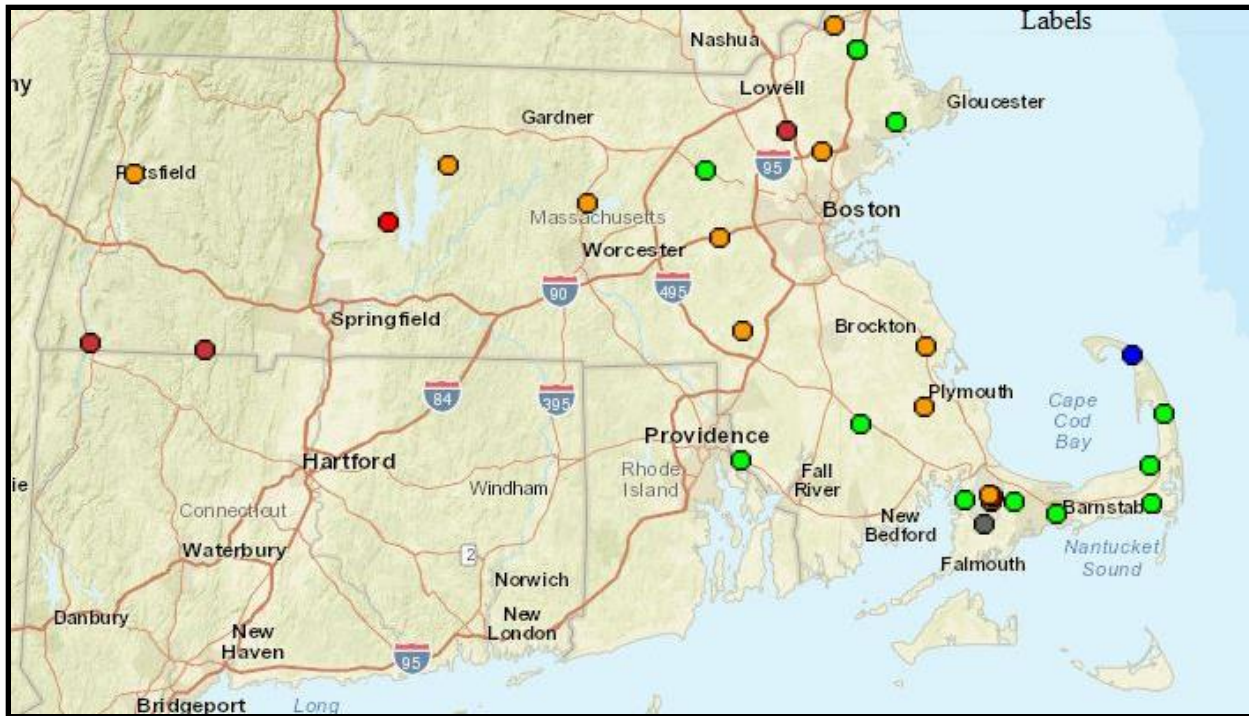 Labels
Nashua
ny
Lowell
Gloucester
Gardner
Pittsfield
95
Massachusetts
Boston
Worcester
90
495
Springfield
Brockton
84
395
Plymouth
Cape
Cod
Bay
Providence
Hartford
Rhode
Island
Fall
River
Windham
ie
Connecticut
New
Bedford
Barnstab
Waterbury
2
Nantucket
Sound
Falmouth
Norwich
Danbury
New
London
New
Haven
95
Bridgeport
Long